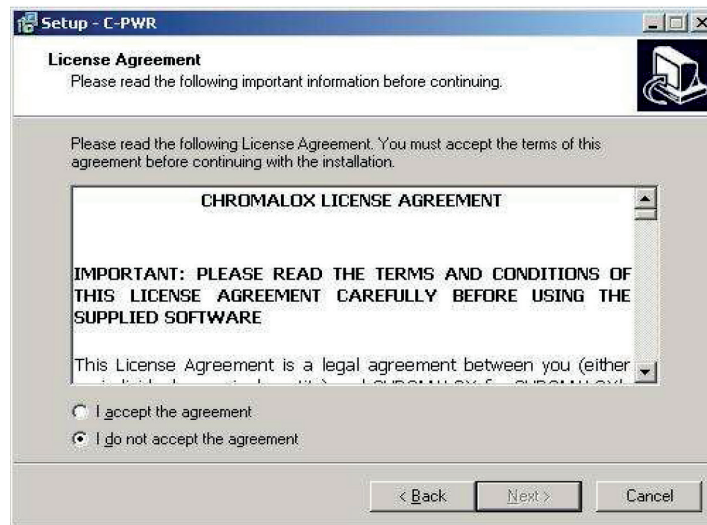 Setup - C-PWR
License Agreement
Please read the following important information before continuing.
Please read the following License Agreement. You must accept the terms of this
agreement before continuing with the installation.
CHROMALOX LICENSE AGREEMENT
IMPORTANT: PLEASE READ THE TERMS AND CONDITIONS OF
THIS LICENSE AGREEMENT CAREFULLY BEFORE USING THE
SUPPLIED SOFTWARE
This License Agreement is a legal agreement between you (either
I accept the agreement
I do not accept the agreement
< Back
Next >
Cancel